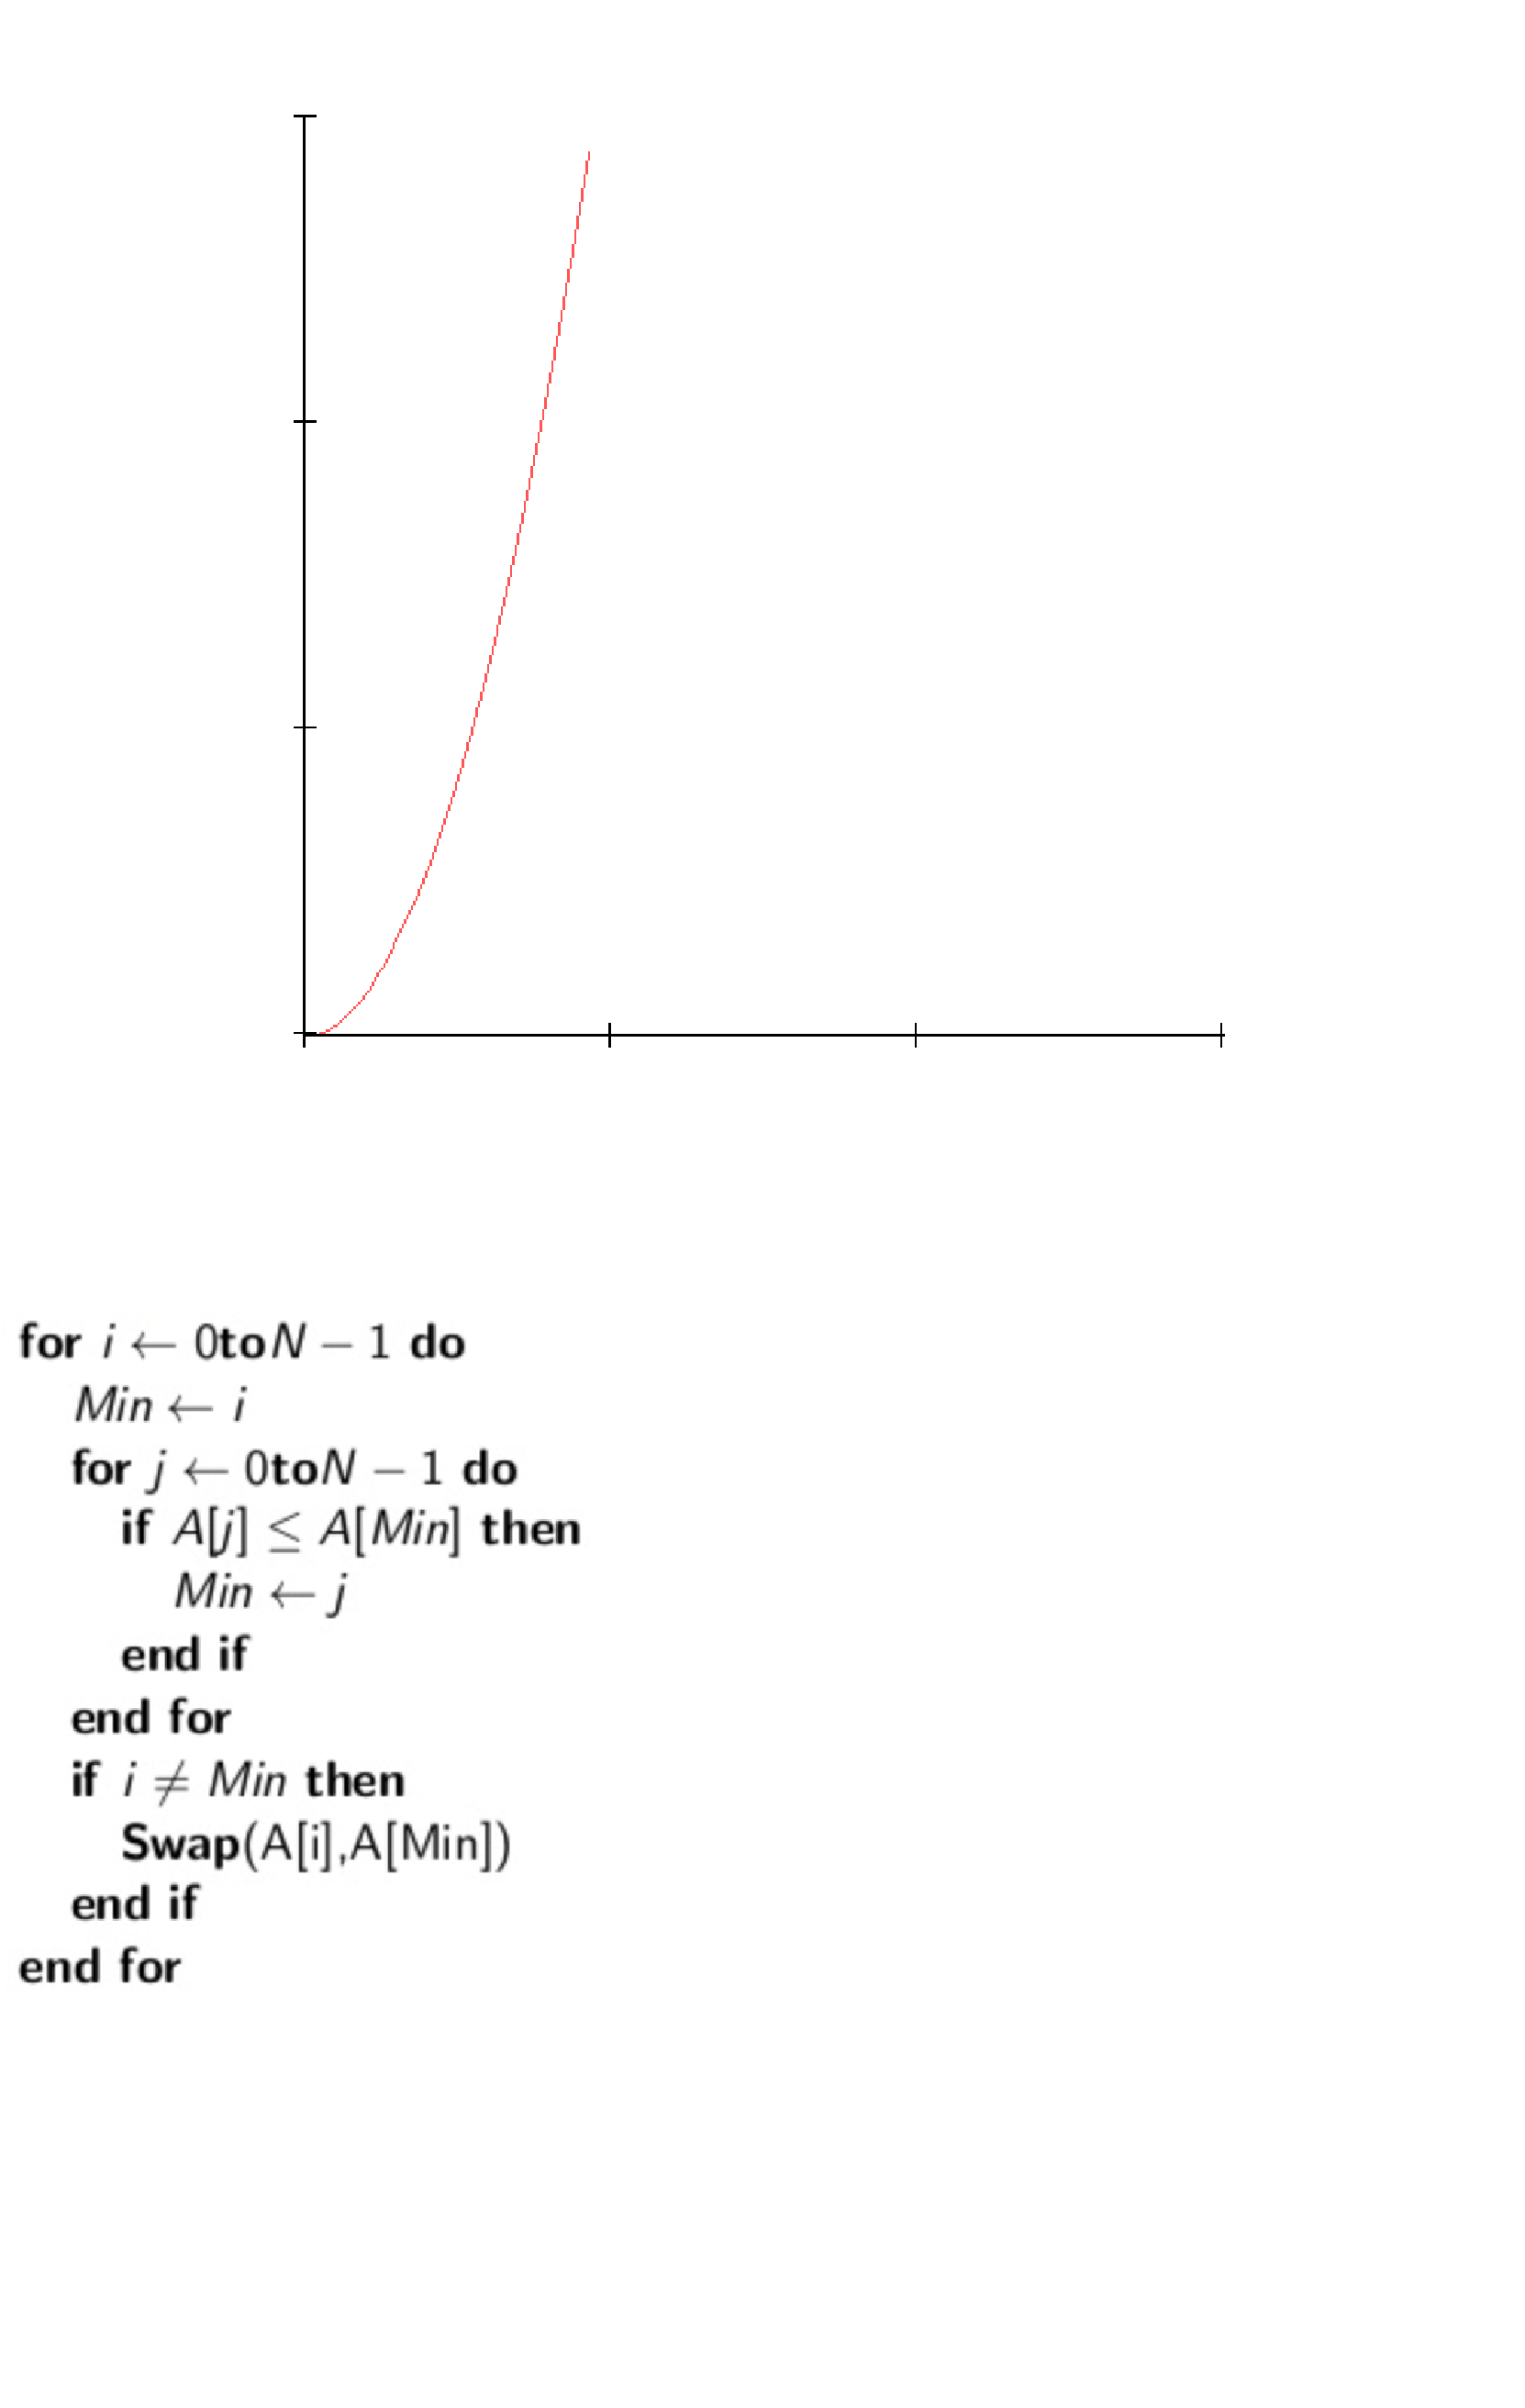 for i ← 0toN − 1 do
Min ← i
for j ← 0toN − 1 do
if A[j] ≤ A[Min] then
Min ← j
end if
end for
if i ≠ Min then
Swap(A[i],A[Min])
end if
end for